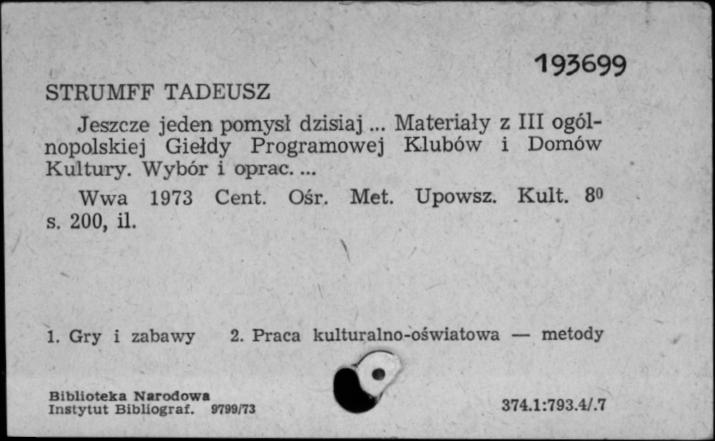 193699
STRUMFF TADEUSZ
Jeszcze jeden pomysł dzisiaj ... Materiały z III ogól-
nopolskiej Giełdy Programowej Klubów i Domów
Kultury. Wybór i oprac. ...
Wwa 1973 Cent. Ośr. Met. Upowsz. Kult. 8º
s. 200, il.
1. Gry i zabawy 2. Praca kulturalno-oświatowa — metody
Biblioteka Narodowa
Instytut Bibliograf. 9799/73
374.1:793.4/.7